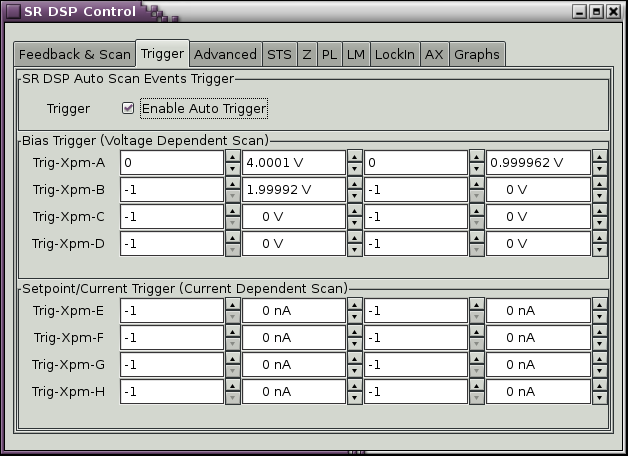 SR DSP Control
Feedback & Scan Trigger Advanced STS Z PL LM LockIn AX Graphs
SR DSP Auto Scan Events Trigger
Trigger Enable Auto Trigger
Bias Trigger (Voltage Dependent Scan)
Trig-Xpm-A 0 4.0001 V 0 0.999962 V
Trig-Xpm-B -1 1.99992 V -1 0 V
Trig-Xpm-C -1 0 V -1 0 V
Trig-Xpm-D -1 0 V -1 0 V
Setpoint/Current Trigger (Current Dependent Scan)
Trig-Xpm-E -1 0 nA -1 0 nA
Trig-Xpm-F -1 0 nA -1 0 nA
Trig-Xpm-G -1 0 nA -1 0 nA
Trig-Xpm-H -1 0 nA -1 0 nA